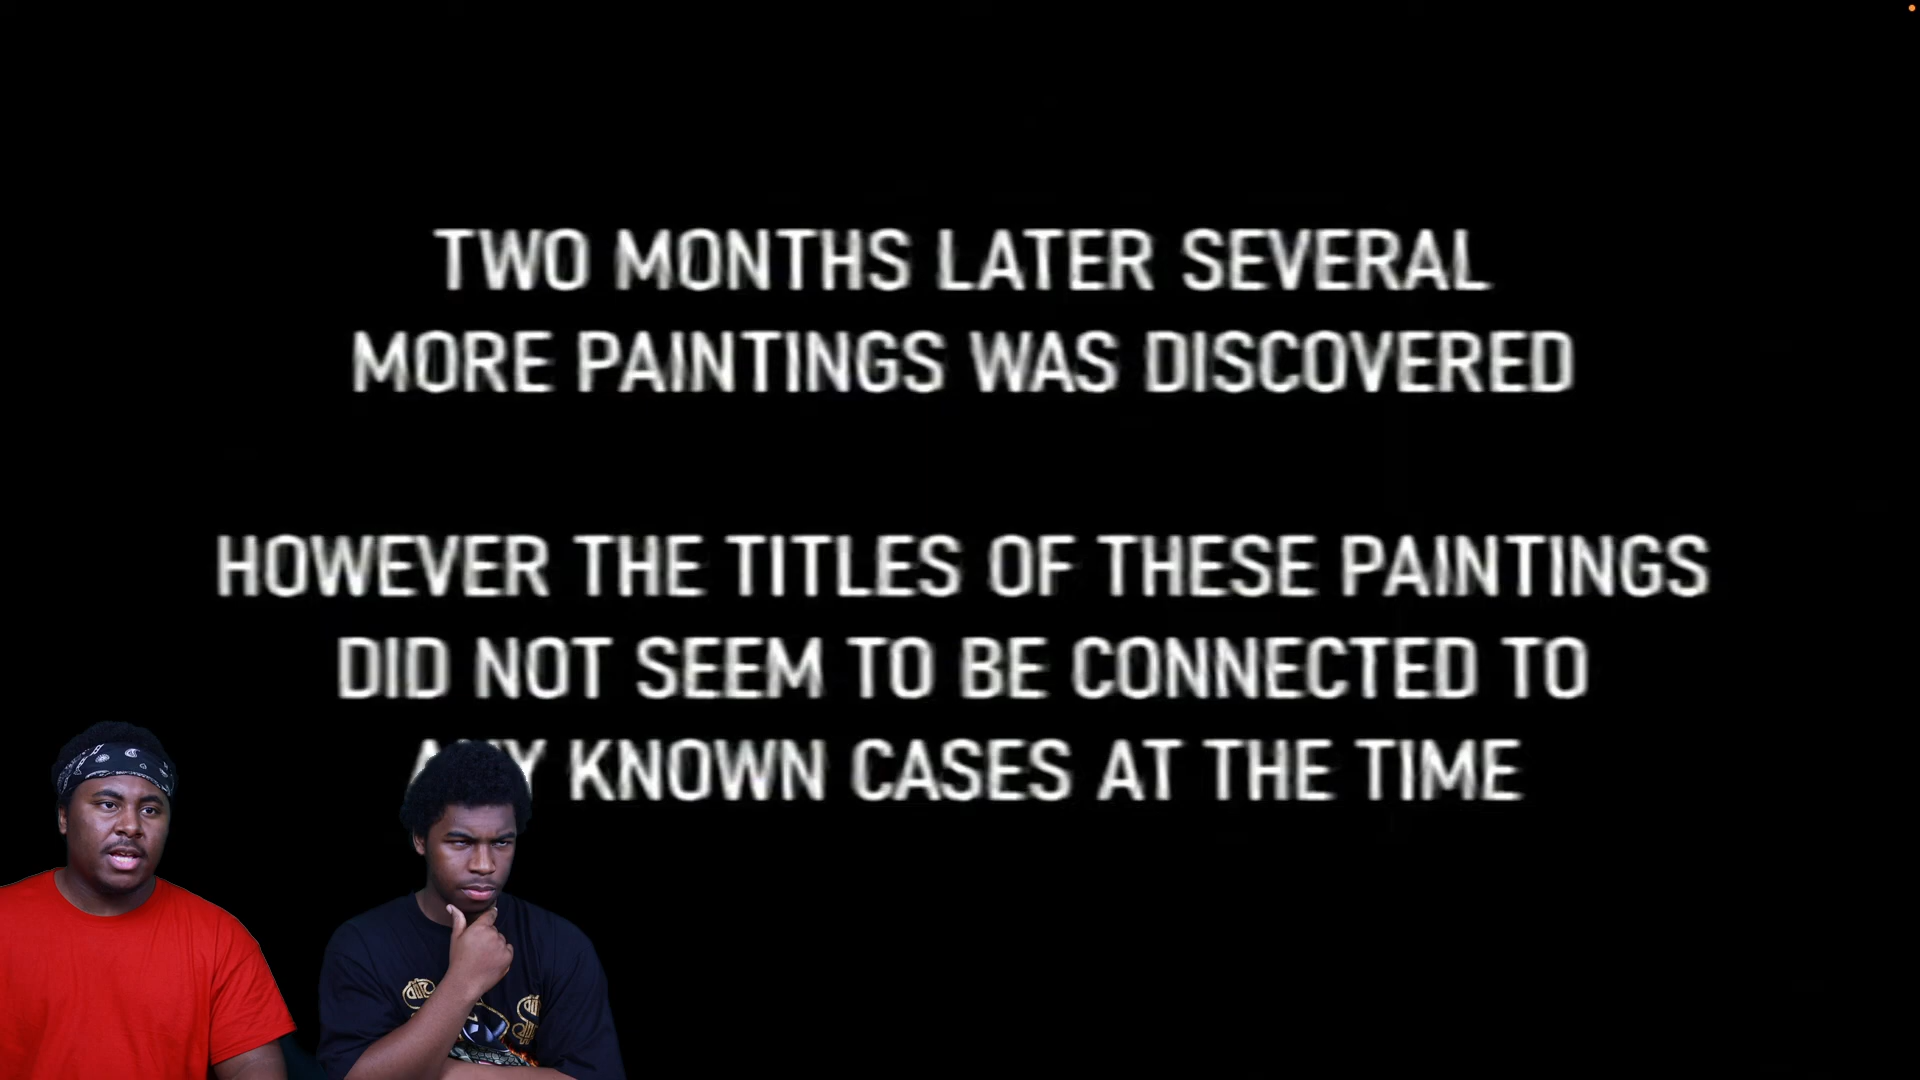 TWO MONTHS LATER SEVERAL
MORE PAINTINGS WAS DISCOVERED
HOWEVER THE TITLES OF THESE PAINTINGS
DID NOT SEEM TO BE CONNECTED TO
ANY KNOWN CASES AT THE TIME